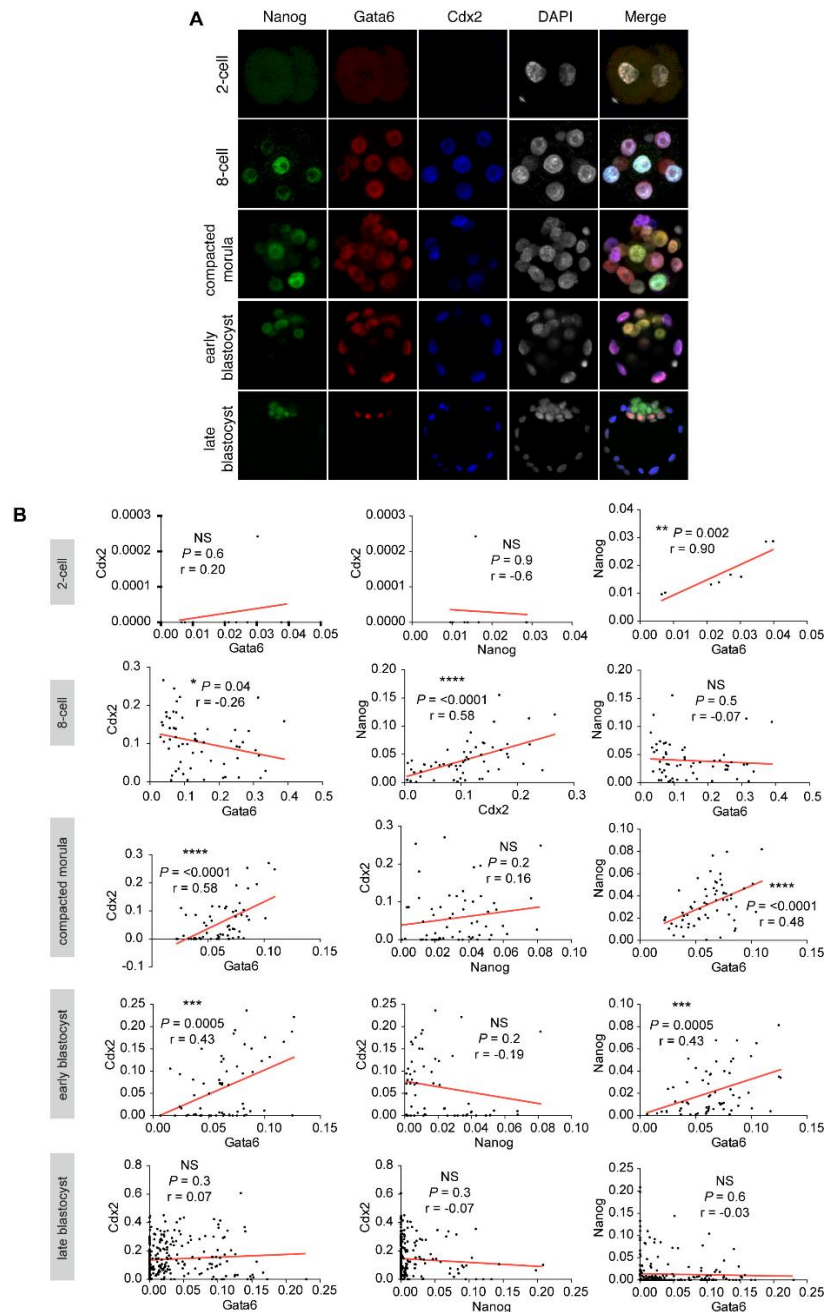 A
Nanog Gata6 Cdx2 DAPI Merge
2-cell
8-cell
compacted
morula
early
blastocyst
late
blastocyst
B
2-cell
Cdx2
0.0003
0.0002
0.0001
0.0000
NS
P = 0.6
r = 0.20
0.00 0.01 0.02 0.03 0.04 0.05
Gata6
Cdx2
0.0003
0.0002
0.0001
0.0000
NS
P = 0.9
r = -0.6
0.00 0.01 0.02 0.03 0.04
Nanog
Nanog
0.04
0.03
0.02
0.01
0.00
** P = 0.002
r = 0.90
0.00 0.01 0.02 0.03 0.04 0.05
Gata6
8-cell
Cdx2
0.3
0.2
0.1
0.0
*
P = 0.04
r = -0.26
0.0 0.1 0.2 0.3 0.4 0.5
Gata6
Nanog
0.20
0.15
0.10
0.05
0.00
****
P = <0.0001
r = 0.58
0.0 0.1 0.2 0.3
Cdx2
Nanog
0.20
0.15
0.10
0.05
0.00
NS
P = 0.5
r = -0.07
0.0 0.1 0.2 0.3 0.4 0.5
Gata6
compacted morula
Cdx2
0.3
0.2
0.1
0.0
-0.1
****
P = <0.0001
r = 0.58
0.05 0.10 0.15
Gata6
Cdx2
0.3
0.2
0.1
0.0
NS
P = 0.2
r = 0.16
0.00 0.02 0.04 0.06 0.08 0.10
Nanog
Nanog
0.10
0.08
0.06
0.04
0.02
0.00
****
P = <0.0001
r = 0.48
0.00 0.05 0.10 0.15
Gata6
early blastocyst
Cdx2
0.25
0.20
0.15
0.10
0.05
0.00
***
P = 0.0005
r = 0.43
0.00 0.05 0.10 0.15
Gata6
Cdx2
0.25
0.20
0.15
0.10
0.05
0.00
NS
P = 0.2
r = -0.19
0.00 0.02 0.04 0.06 0.08 0.10
Nanog
Nanog
0.10
0.08
0.06
0.04
0.02
0.00
***
P = 0.0005
r = 0.43
0.00 0.05 0.10 0.15
Gata6
late blastocyst
Cdx2
0.8
0.6
0.4
0.2
0.0
NS
P = 0.3
r = 0.07
0.00 0.05 0.10 0.15 0.20 0.25
Gata6
Cdx2
0.8
0.6
0.4
0.2
0.0
NS
P = 0.3
r = -0.07
0.00 0.05 0.10 0.15 0.20 0.25
Nanog
Nanog
0.25
0.20
0.15
0.10
0.05
0.00
NS
P = 0.6
r = -0.03
0.00 0.05 0.10 0.15 0.20 0.25
Gata6